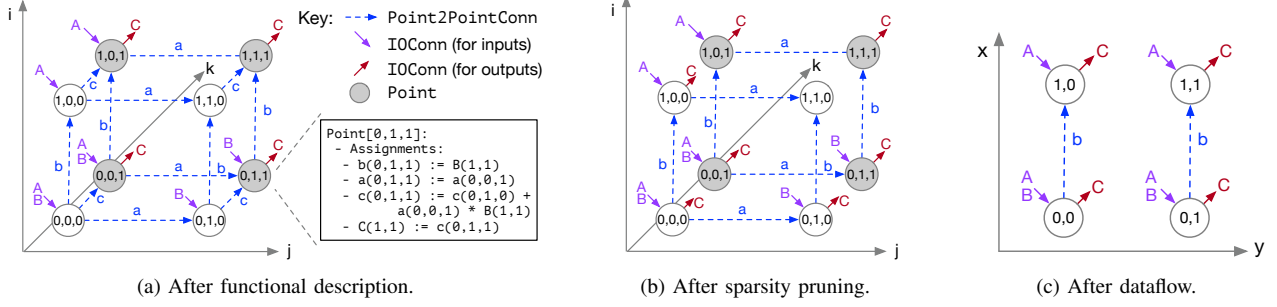 i
A
C
A
C
Key:
Point2PointConn
IOConn (for inputs)
IOConn (for outputs)
Point
1,0,1
a
1,1,1
k
A
c
c
1,0,0
a
1,1,0
b
b
b
b
A
B
C
B
C
0,0,1
a
0,1,1
A
B
c
B
c
0,0,0
a
0,1,0
j
Point[0,1,1]:
- Assignments:
- b(0,1,1) := B(1,1)
- a(0,1,1) := a(0,0,1)
- c(0,1,1) := c(0,1,0) +
a(0,0,1) * B(1,1)
- C(1,1) := c(0,1,1)
(a) After functional description.
i
A
C
C
1,0,1
a
1,1,1
k
A
C
1,0,0
a
1,1,0
b
b
b
b
A
B
C
B
C
0,0,1
a
0,1,1
A
B
C
B
C
0,0,0
a
0,1,0
j
(b) After sparsity pruning.
x
A
C
A
C
1,0
1,1
b
b
A
B
C
A
B
C
0,0
0,1
y
(c) After dataflow.